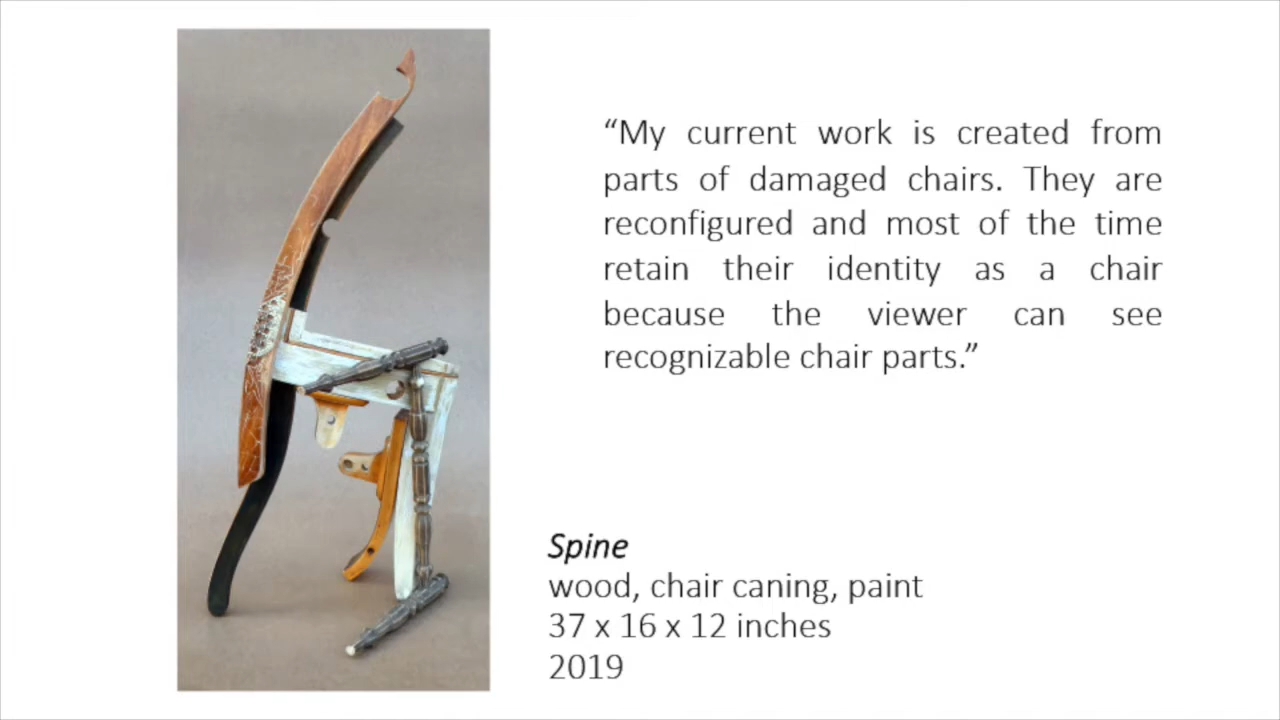 “My current work is created from
parts of damaged chairs. They are
reconfigured and most of the time
retain their identity as a chair
because the viewer can see
recognizable chair parts.”
Spine
wood, chair caning, paint
37 x 16 x 12 inches
2019